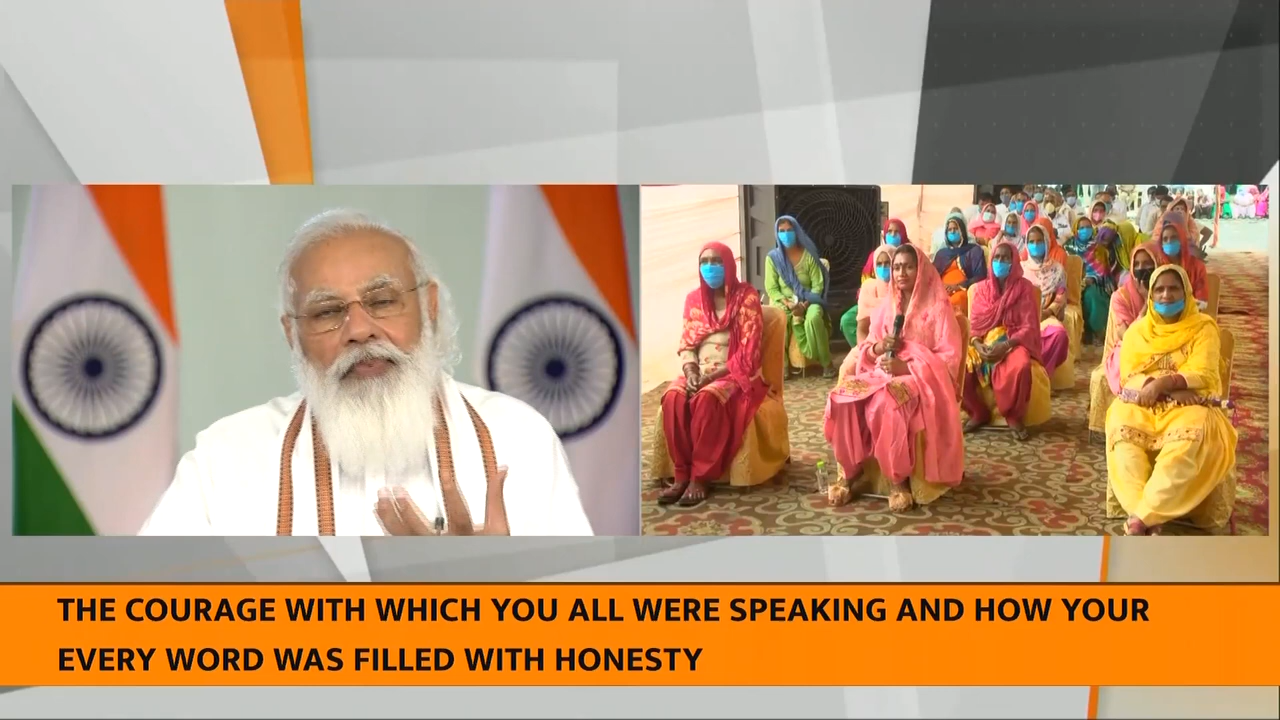 THE COURAGE WITH WHICH YOU ALL WERE SPEAKING AND HOW YOUR
EVERY WORD WAS FILLED WITH HONESTY